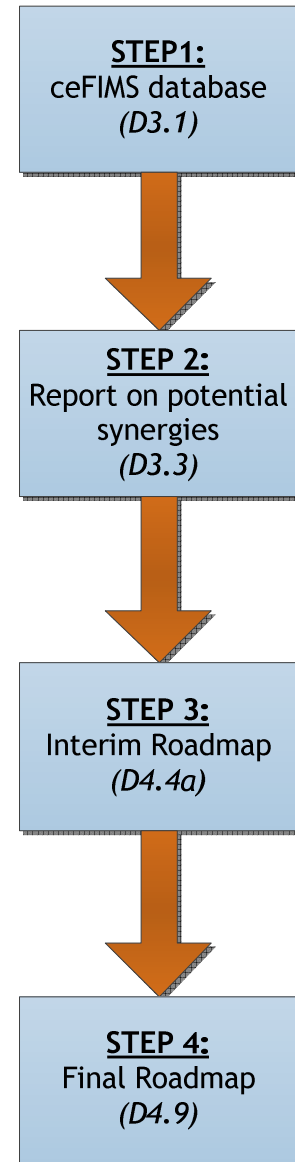 STEP1:
ceFIMS database
(D3.1)
STEP 2:
Report on potential
synergies
(D3.3)
STEP 3:
Interim Roadmap
(D4.4a)
STEP 4:
Final Roadmap
(D4.9)